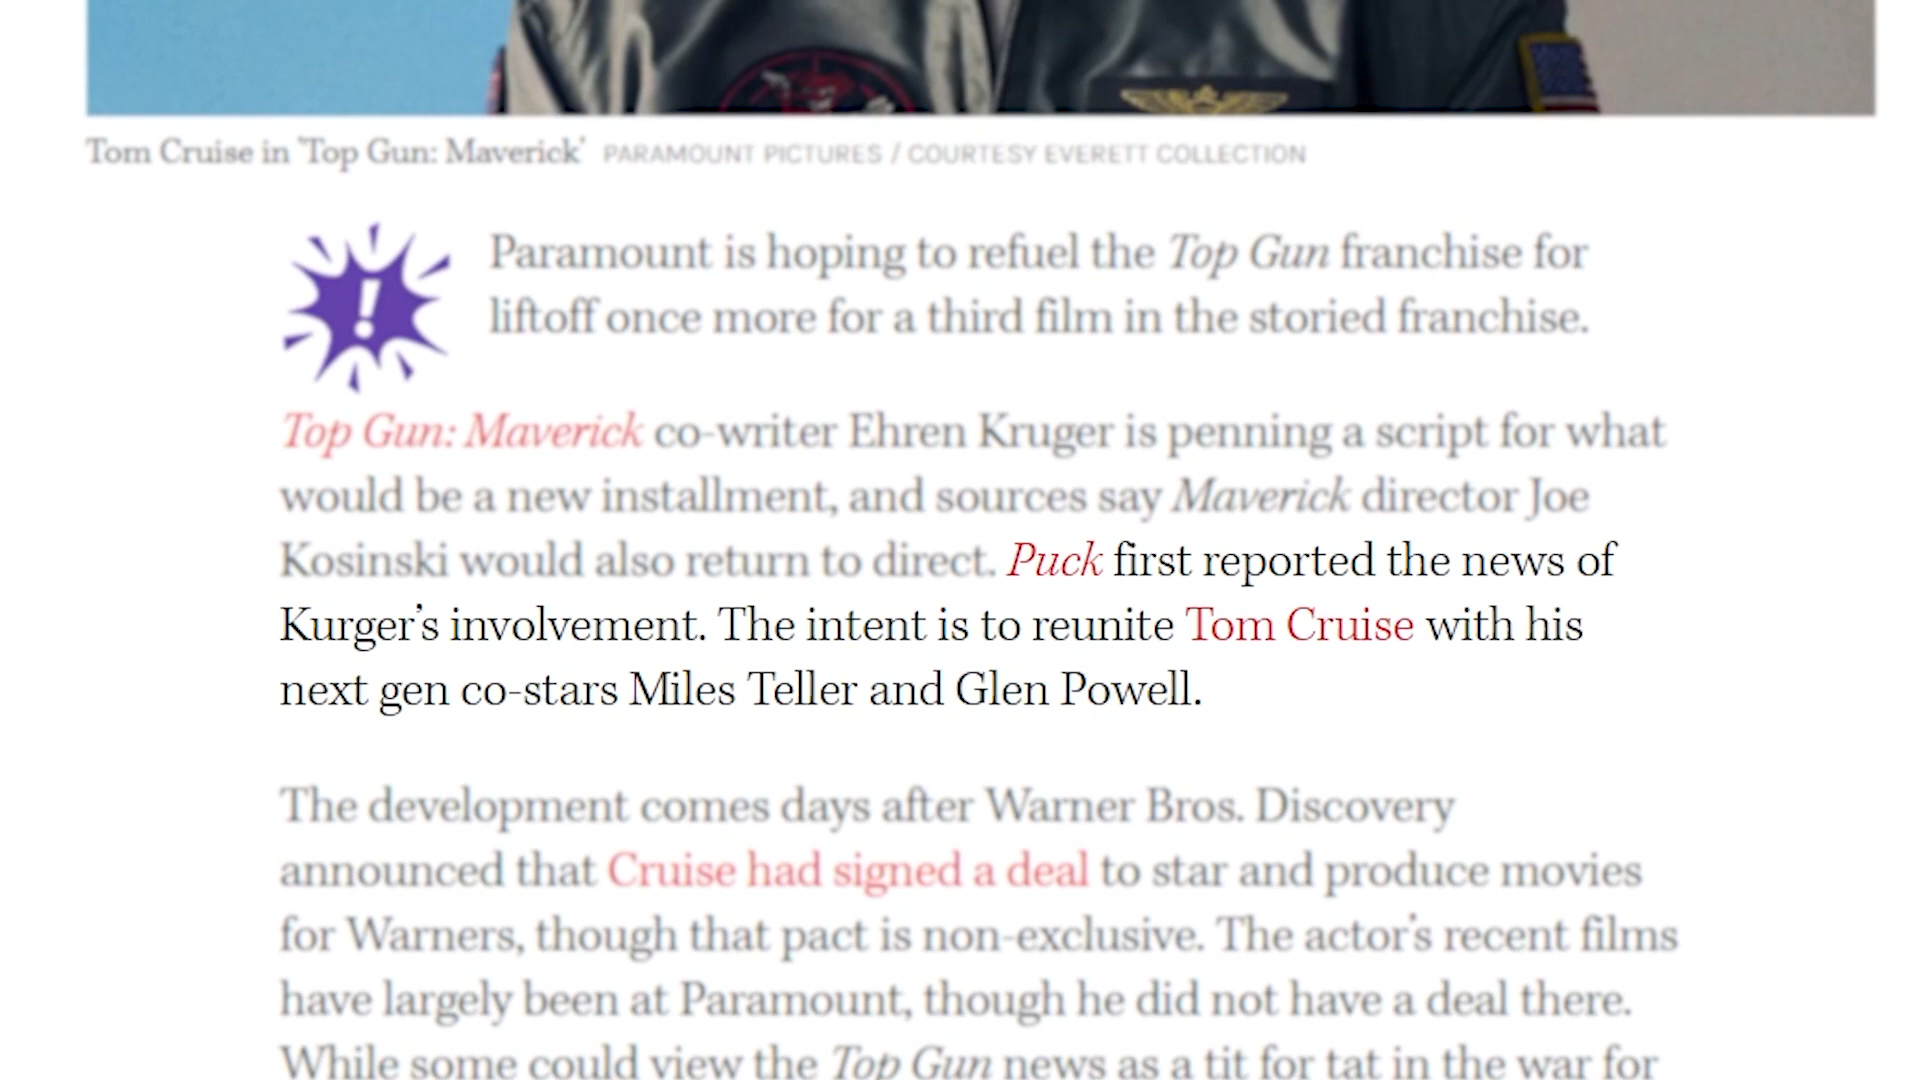 Tom Cruise in 'Top Gun: Maverick' PARAMOUNT PICTURES / COURTESY EVERETT COLLECTION
Paramount is hoping to refuel the Top Gun franchise for
liftoff once more for a third film in the storied franchise.
Top Gun: Maverick co-writer Ehren Kruger is penning a script for what
would be a new installment, and sources say Maverick director Joe
Kosinski would also return to direct. Puck first reported the news of
Kurger's involvement. The intent is to reunite Tom Cruise with his
next gen co-stars Miles Teller and Glen Powell.
The development comes days after Warner Bros. Discovery
announced that Cruise had signed a deal to star and produce movies
for Warners, though that pact is non-exclusive. The actor's recent films
have largely been at Paramount, though he did not have a deal there.
While some could view the Top Gun news as a tit for tat in the war for